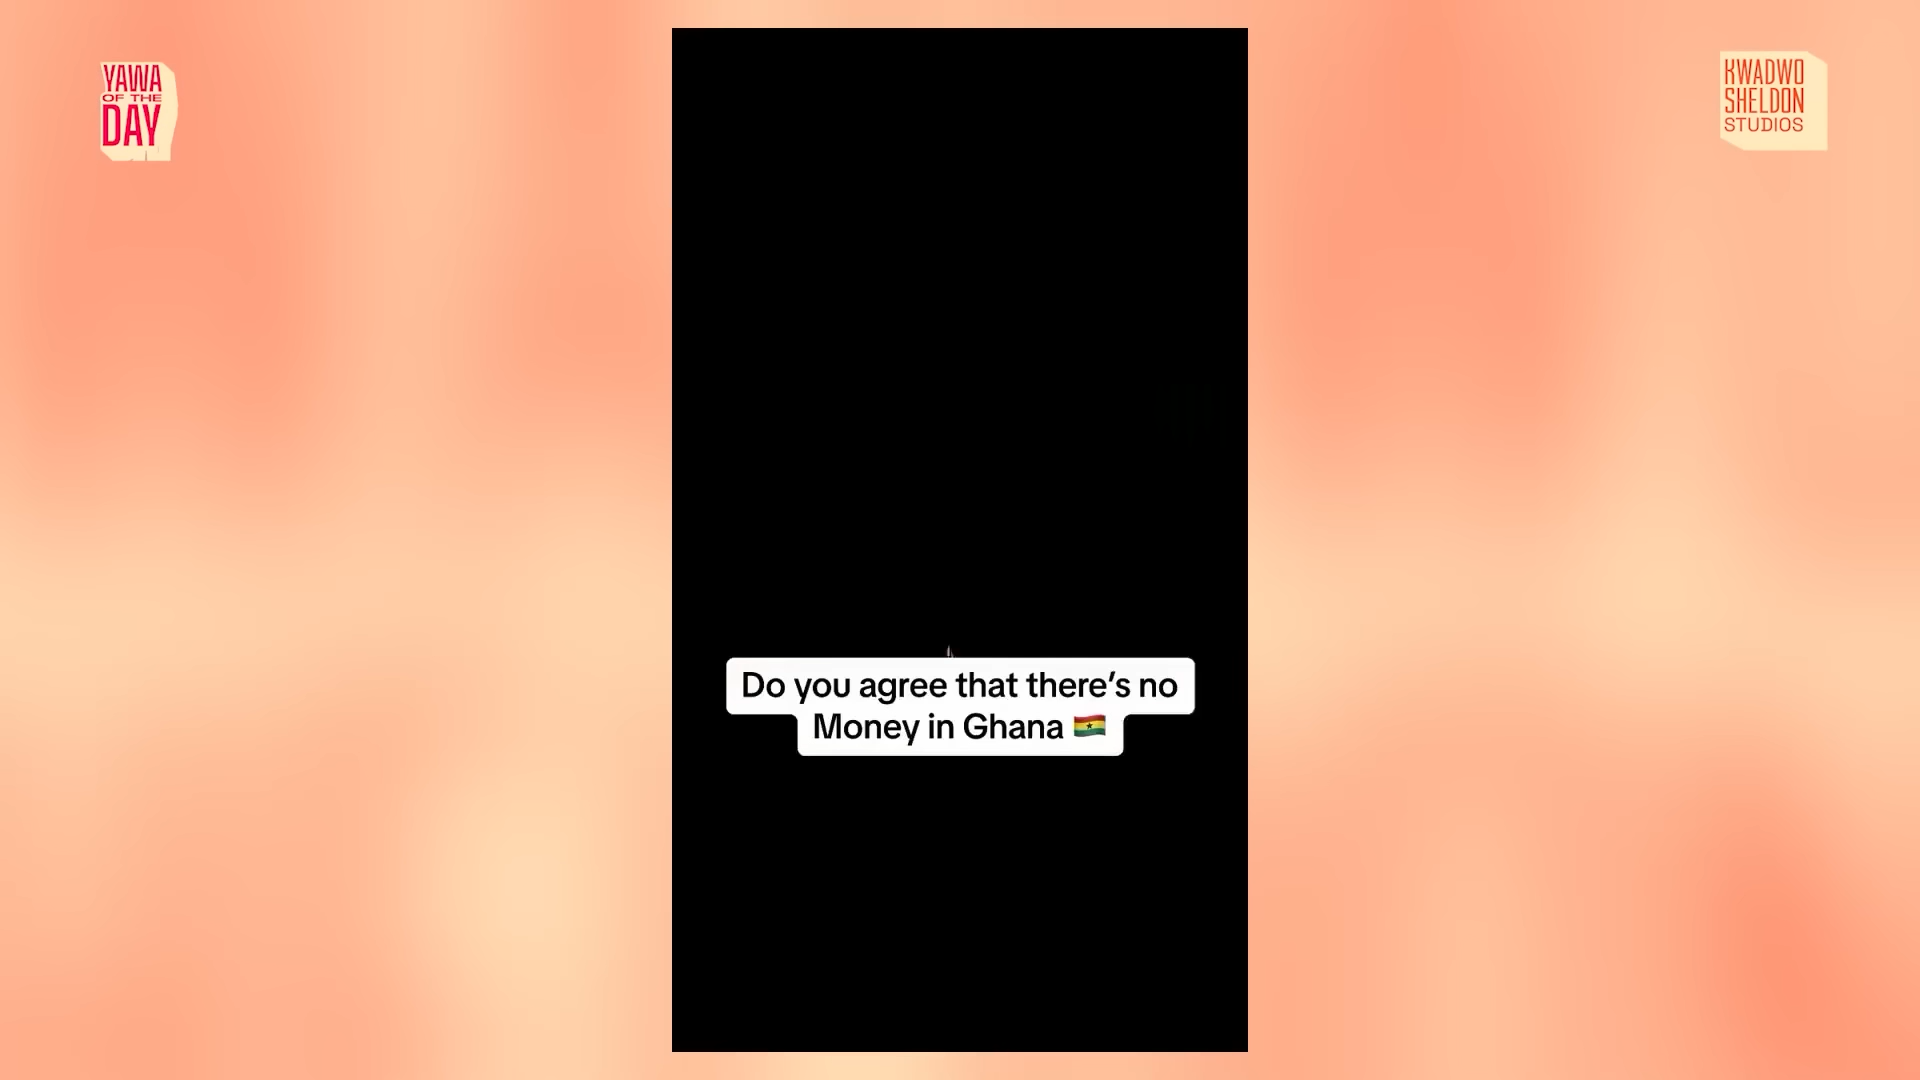 YAWA
OF THE
DAY
KWADWO
SHELDON
STUDIOS
Do you agree that there’s no
Money in Ghana 🇬🇭